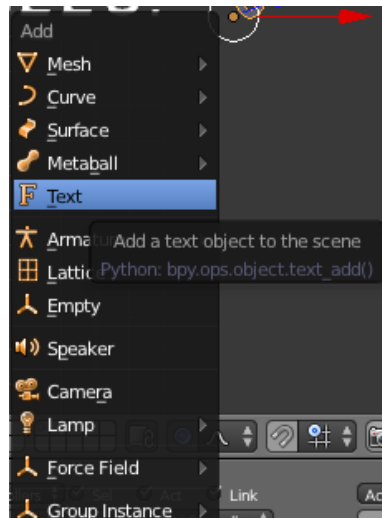 Add
Mesh
Curve
Surface
Metaball
Text
Add a text object to the scene
Python: bpy.ops.object.text_add()
Empty
Speaker
Camera
Lamp
Force Field
Link
Group Instance